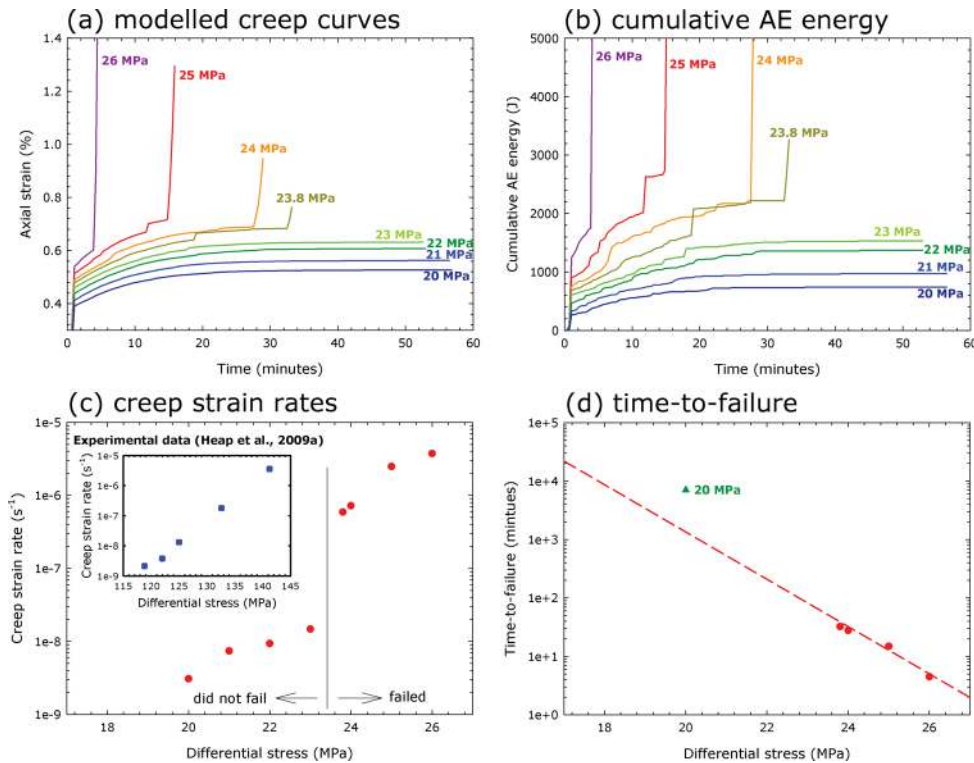 (a) modelled creep curves
1.4
1.2
1.0
0.8
0.6
0.4
Axial strain (%)
26 MPa
25 MPa
24 MPa
23.8 MPa
23 MPa
22 MPa
21 MPa
20 MPa
0 10 20 30 40 50 60
Time (minutes)
(b) cumulative AE energy
5000
4000
3000
2000
1000
0
Cumulative AE energy (J)
26 MPa
25 MPa
24 MPa
23.8 MPa
23 MPa
22 MPa
21 MPa
20 MPa
0 10 20 30 40 50 60
Time (minutes)
(c) creep strain rates
1e-5
1e-6
1e-7
1e-8
1e-9
Creep strain rate (s⁻¹)
Experimental data (Heap et al., 2009a)
10⁻⁵
10⁻⁶
10⁻⁷
10⁻⁸
1e-9
Creep strain rate (s⁻¹)
115 119 125 130 135 140 145
Differential stress (MPa)
did not fail
failed
18 20 22 24 26
Differential stress (MPa)
(d) time-to-failure
1e+5
1e+4
1e+3
1e+2
1e+1
1e+0
Time-to-failure (mintues)
20 MPa
18 20 22 24 26
Differential stress (MPa)